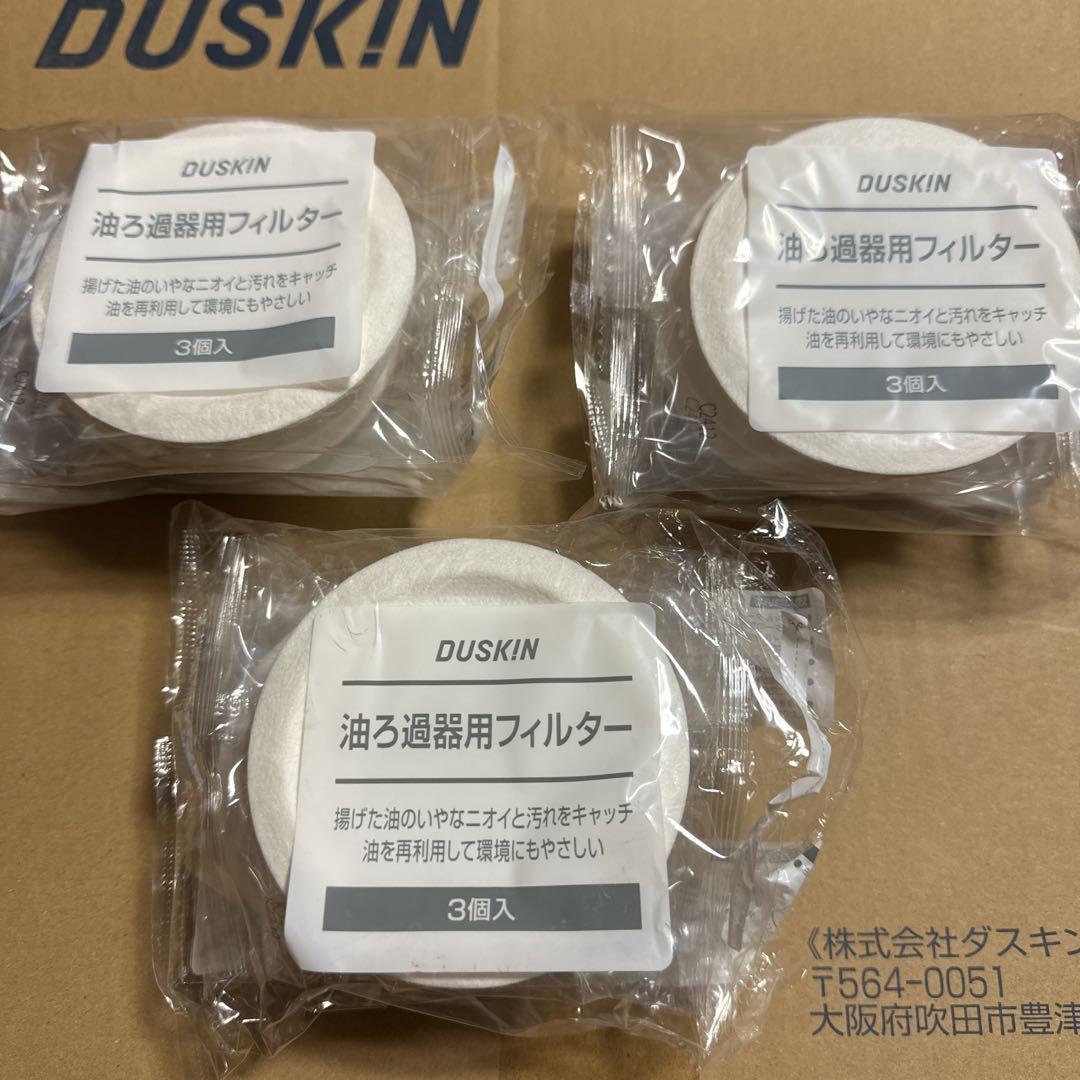 DUSK!N
DUSK!N
油ろ過器用フィルター
揚げた油のいやなニオイと汚れをキャッチ
油を再利用して環境にもやさしい
3個入
DUSK!N
油ろ過器用フィルター
揚げた油のいやなニオイと汚れをキャッチ
油を再利用して環境にもやさしい
3個入
DUSK!N
油ろ過器用フィルター
揚げた油のいやなニオイと汚れをキャッチ
油を再利用して環境にもやさしい
3個入
《株式会社ダスキン
〒564-0051
大阪府吹田市豊津